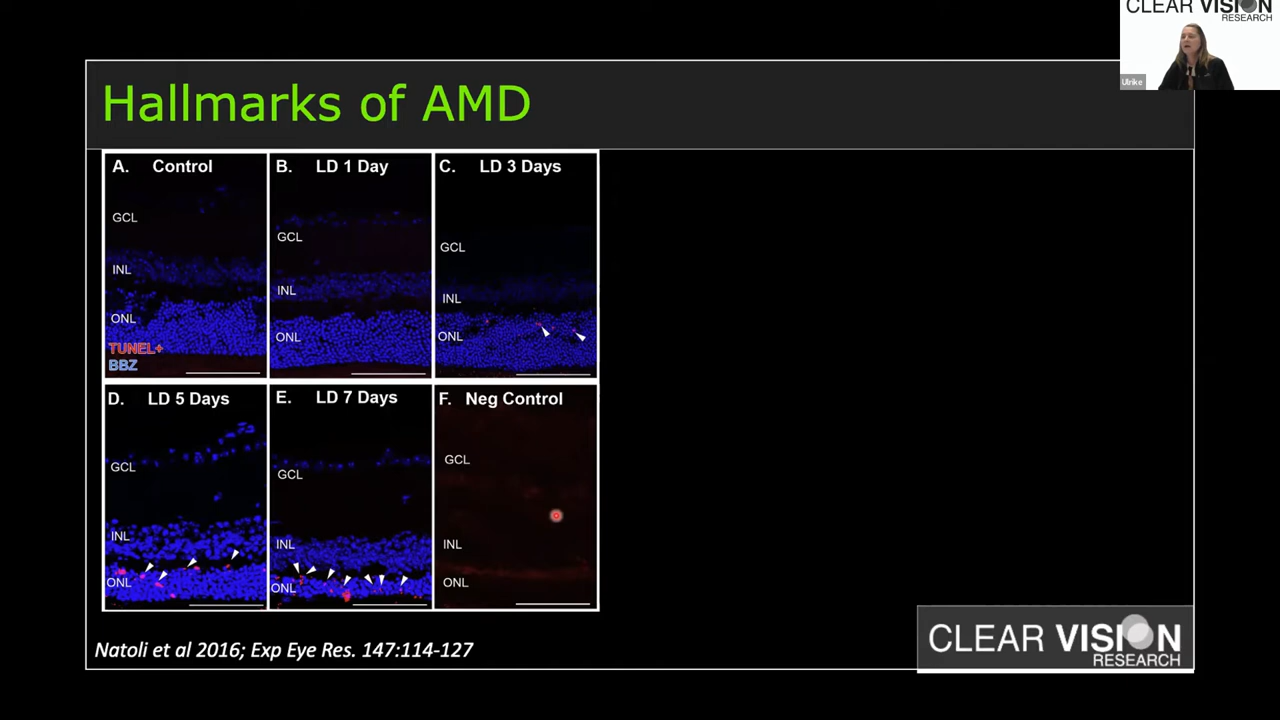 CLEAR VISION
RESEARCH
Ulrike
Hallmarks of AMD
A. Control
GCL
INL
ONL
TUNEL+
BBZ
B. LD 1 Day
GCL
INL
ONL
C. LD 3 Days
GCL
INL
ONL
D. LD 5 Days
GCL
INL
ONL
E. LD 7 Days
GCL
INL
ONL
F. Neg Control
GCL
INL
ONL
Natoli et al 2016; Exp Eye Res. 147:114-127
CLEAR VISION
RESEARCH